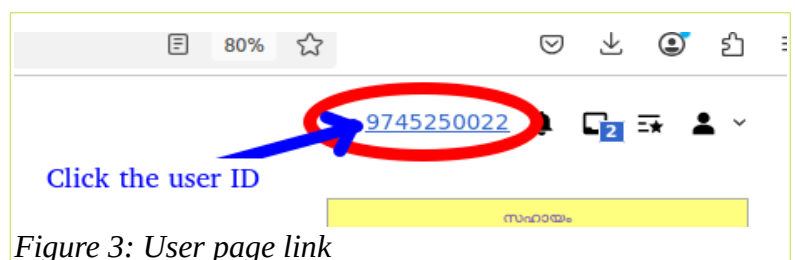 80%
9745250022
2
Click the user ID
സഹായം
Figure 3: User page link